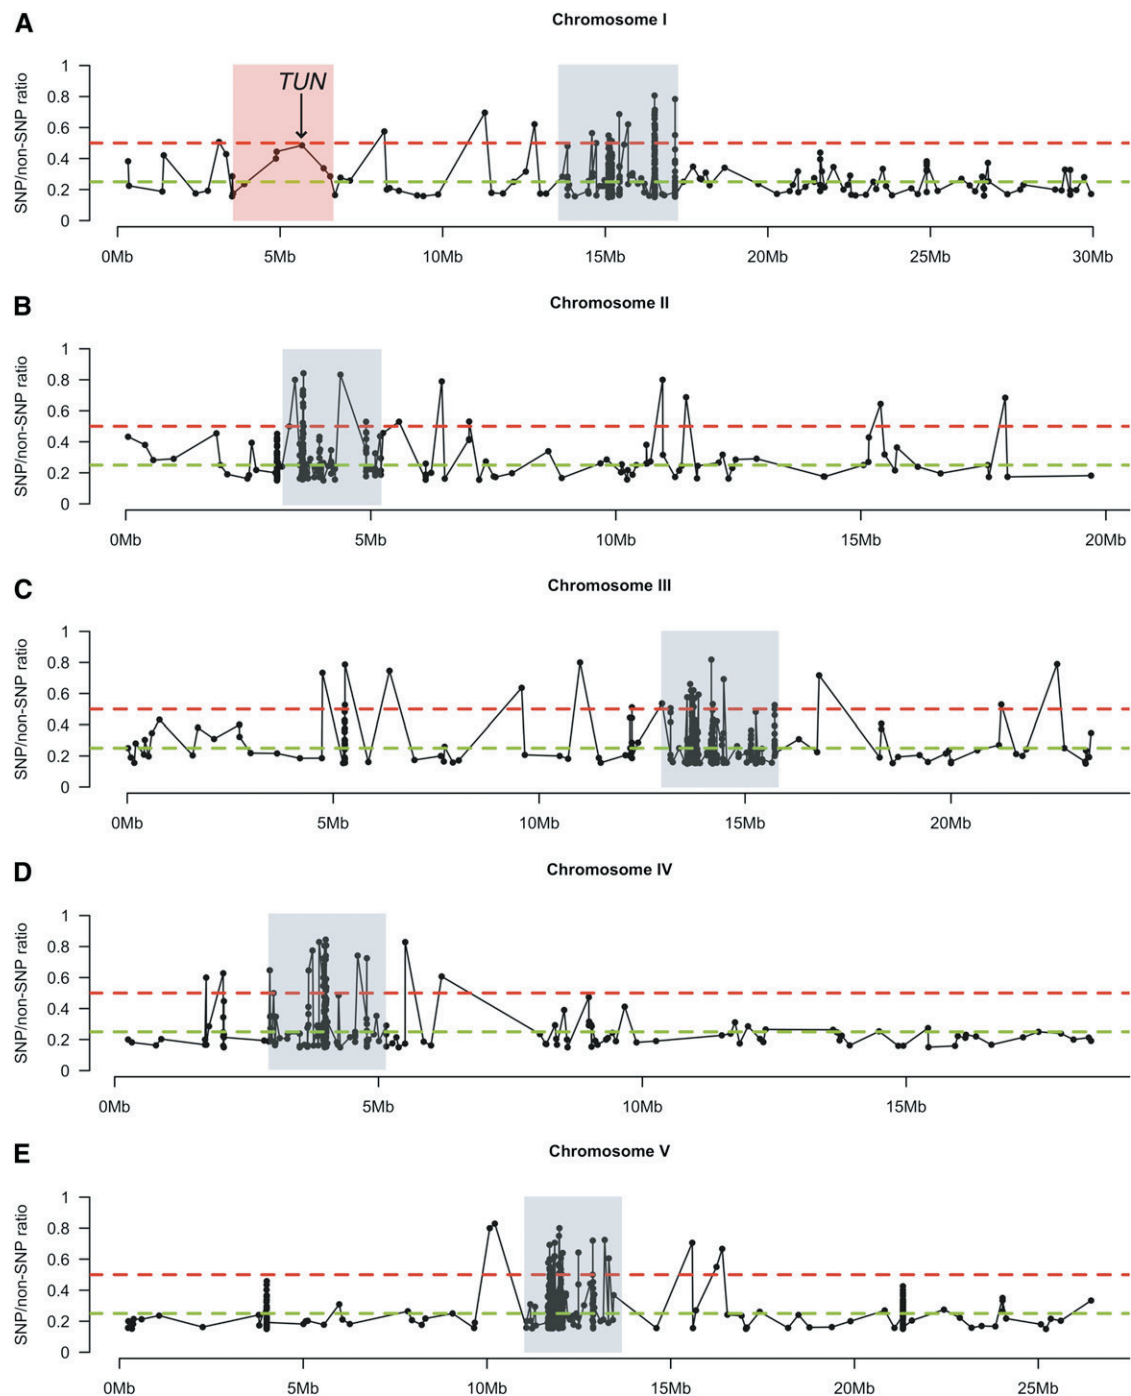 A
Chromosome I
SNP/non-SNP ratio
1
0.8
0.6
0.4
0.2
0
TUN
0Mb 5Mb 10Mb 15Mb 20Mb 25Mb 30Mb
B
Chromosome II
SNP/non-SNP ratio
1
0.8
0.6
0.4
0.2
0
0Mb 5Mb 10Mb 15Mb 20Mb
C
Chromosome III
SNP/non-SNP ratio
1
0.8
0.6
0.4
0.2
0
0Mb 5Mb 10Mb 15Mb 20Mb
D
Chromosome IV
SNP/non-SNP ratio
1
0.8
0.6
0.4
0.2
0
0Mb 5Mb 10Mb 15Mb
E
Chromosome V
SNP/non-SNP ratio
1
0.8
0.6
0.4
0.2
0
0Mb 5Mb 10Mb 15Mb 20Mb 25Mb